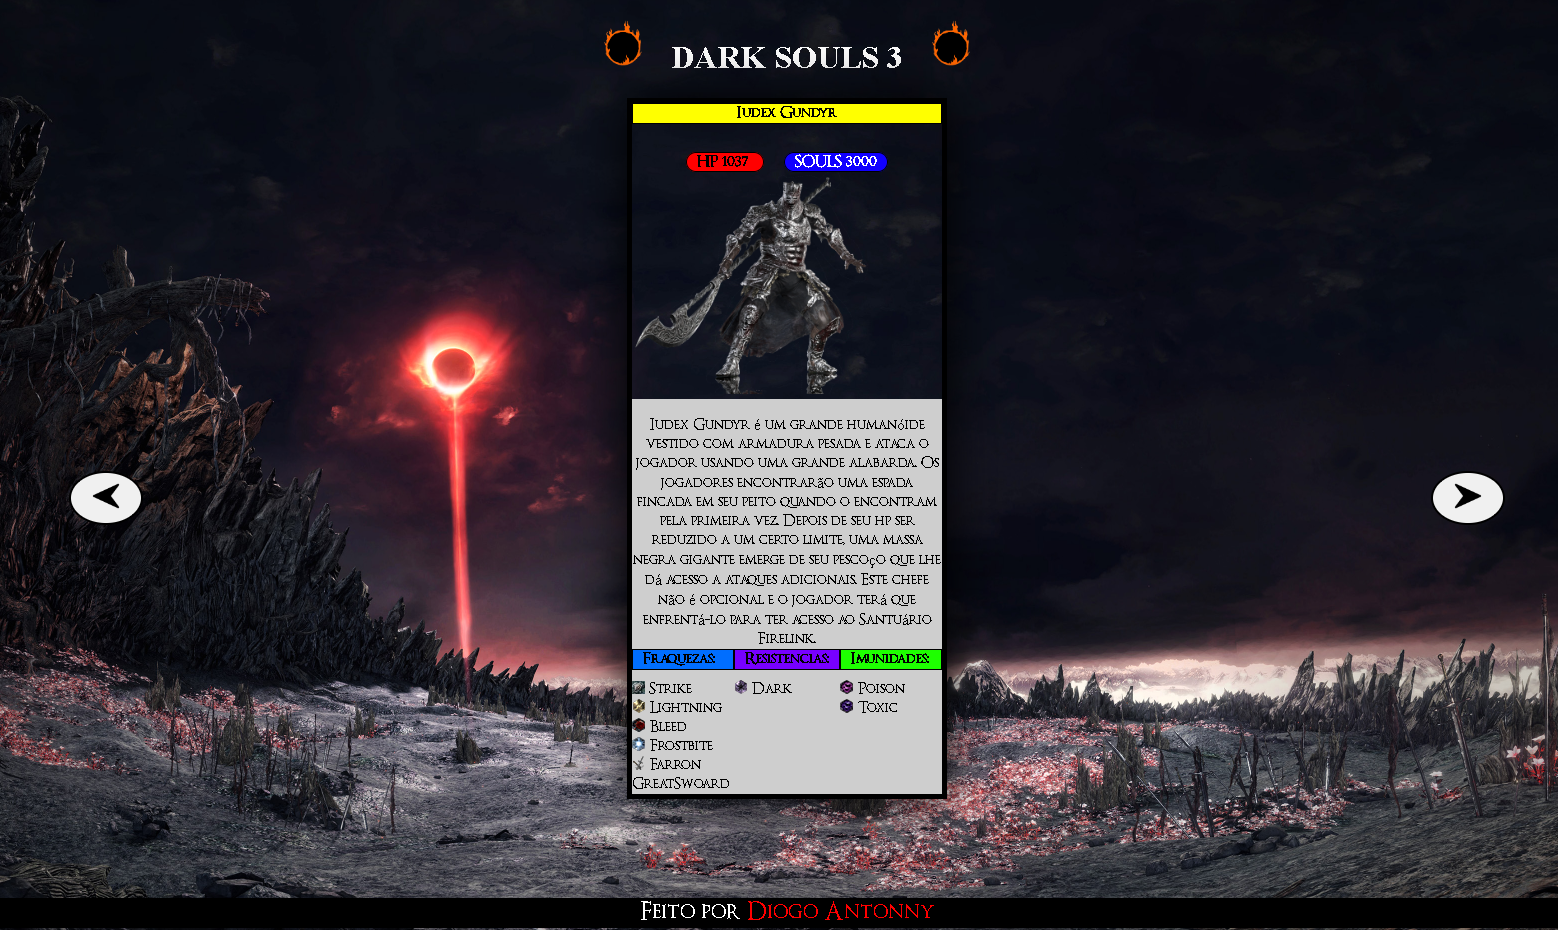 DARK SOULS 3
Iudex Gundyr
HP 1037 SOULS 3000
Iudex Gundyr é um grande humanóide
vestido com armadura pesada e ataca o
jogador usando uma grande alabarda. Os
jogadores encontrarão uma espada
fincada em seu peito quando o encontram
pela primeira vez. Depois de seu hp ser
reduzido a um certo limite, uma massa
negra gigante emerge de seu pescoço que lhe
dá acesso a ataques adicionais. Este chefe
não é opcional e o jogador terá que
enfrentá-lo para ter acesso ao Santuário
Firelink.
Fraquezas: Resistencias: Imunidades:
Strike Dark Poison
Lightning Toxic
Bleed
Frostbite
Farron
GreatSwoard
Feito por Diogo Antonny